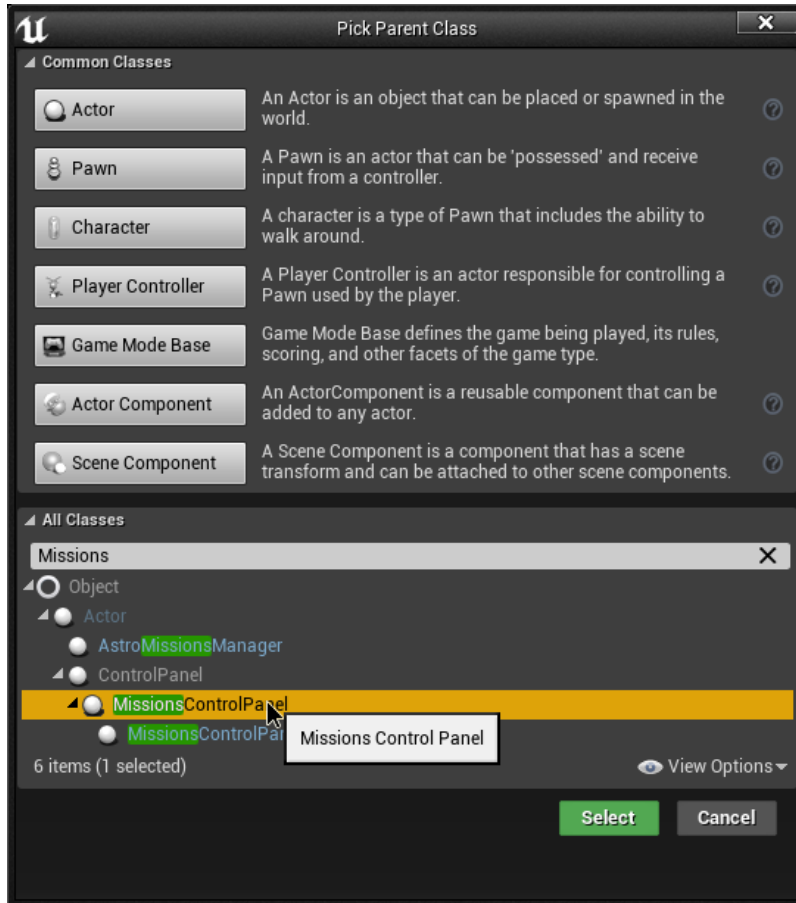 Pick Parent Class
Common Classes
Actor
An Actor is an object that can be placed or spawned in the
world.
Pawn
A Pawn is an actor that can be 'possessed' and receive
input from a controller.
Character
A character is a type of Pawn that includes the ability to
walk around.
Player Controller
A Player Controller is an actor responsible for controlling a
Pawn used by the player.
Game Mode Base
Game Mode Base defines the game being played, its rules,
scoring, and other facets of the game type.
Actor Component
An ActorComponent is a reusable component that can be
added to any actor.
Scene Component
A Scene Component is a component that has a scene
transform and can be attached to other scene components.
All Classes
Missions
Object
Actor
AstroMissionsManager
ControlPanel
MissionsControlPanel
MissionsControlPan
Missions Control Panel
6 items (1 selected)
View Options
Select
Cancel